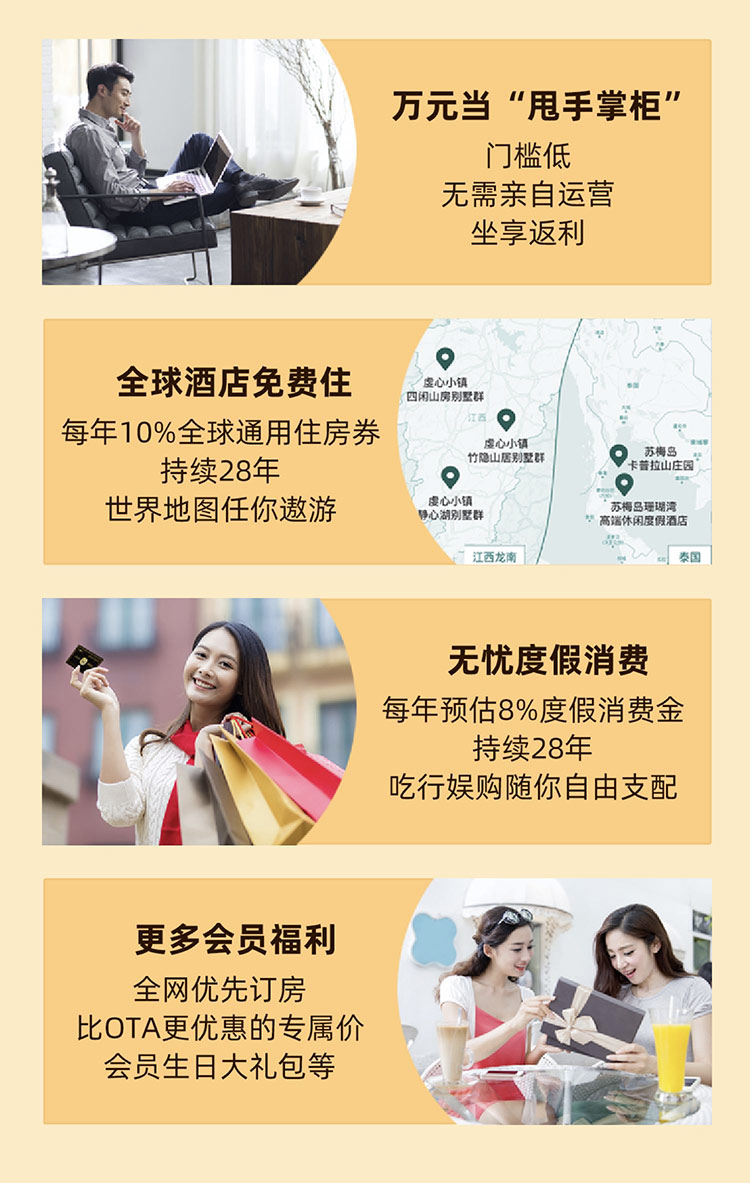 万元当“甩手掌柜”
门槛低
无需亲自运营
坐享返利
全球酒店免费住
每年10%全球通用住房券
持续28年
世界地图任你遨游
虔心小镇
四闲山房别墅群
江西
虔心小镇
竹隐山居别墅群
虔心小镇
静心湖别墅群
江西龙南
泰国
苏梅岛
卡普拉山庄园
苏梅岛珊瑚湾
高端休闲度假酒店
泰国
无忧度假消费
每年预估8%度假消费金
持续28年
吃行娱购随你自由支配
更多会员福利
全网优先订房
比OTA更优惠的专属价
会员生日大礼包等